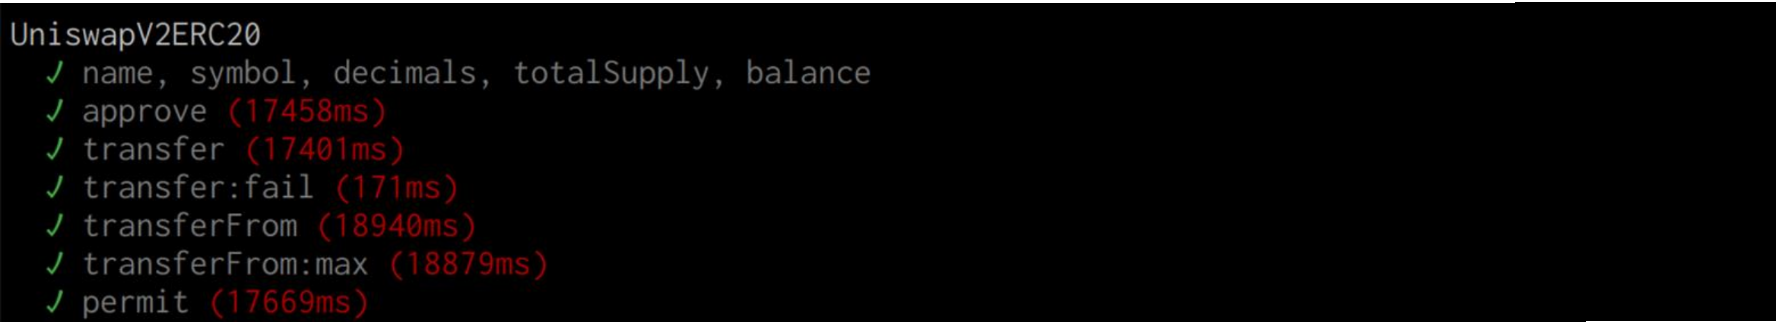 UniswapV2ERC20
✓ name, symbol, decimals, totalSupply, balance
✓ approve (17458ms)
✓ transfer (17401ms)
✓ transfer:fail (171ms)
✓ transferFrom (18940ms)
✓ transferFrom:max (18879ms)
✓ permit (17669ms)